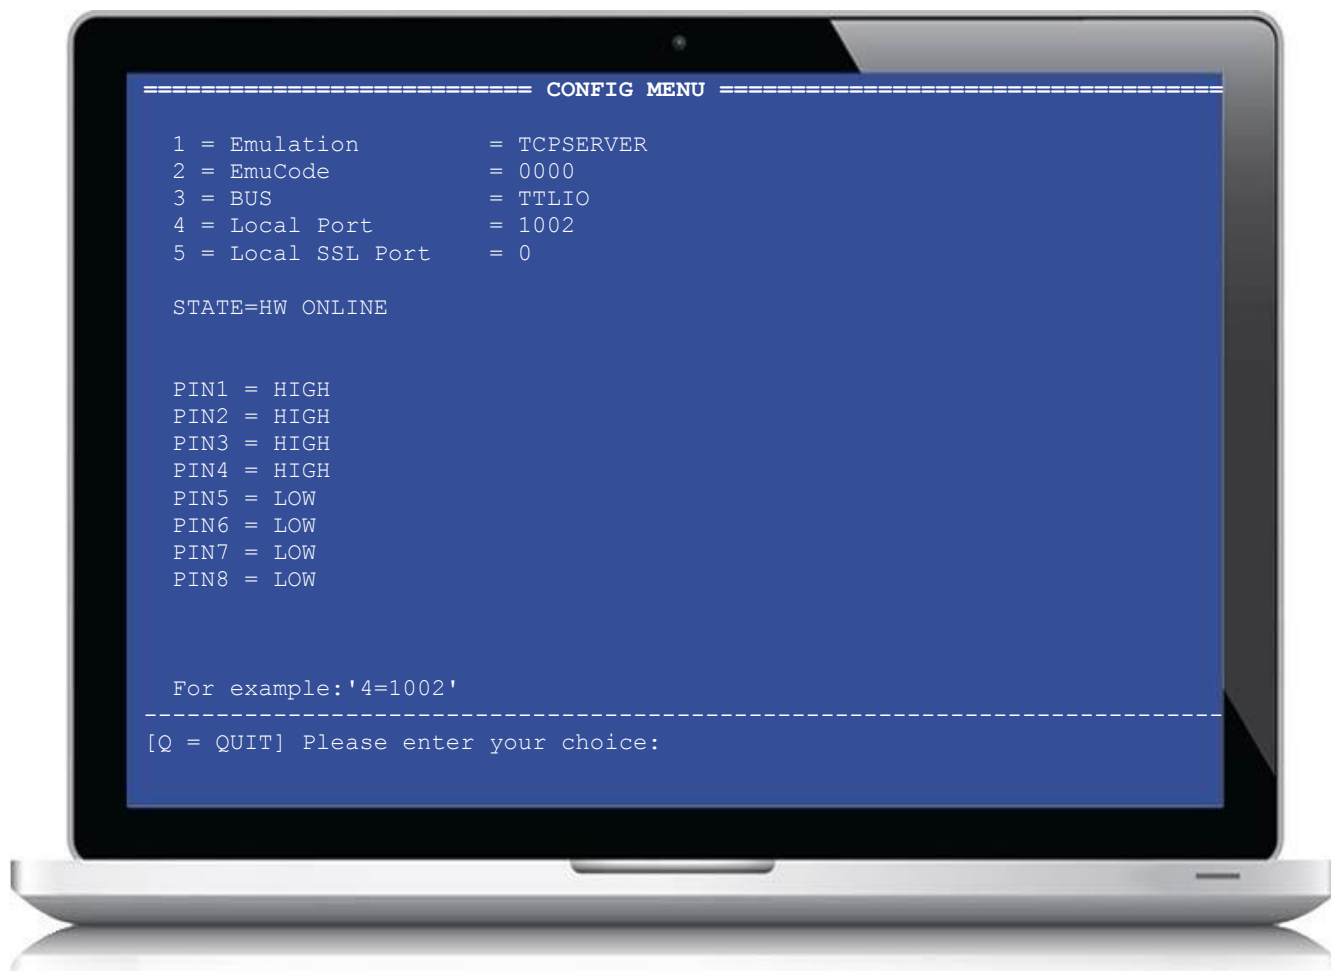 =========================== CONFIG MENU ===================================
1 = Emulation = TCPSERVER
2 = EmuCode = 0000
3 = BUS = TTLIO
4 = Local Port = 1002
5 = Local SSL Port = 0
STATE=HW ONLINE
PIN1 = HIGH
PIN2 = HIGH
PIN3 = HIGH
PIN4 = HIGH
PIN5 = LOW
PIN6 = LOW
PIN7 = LOW
PIN8 = LOW
For example:'4=1002'
---------------------------------------------------------------------------
[Q = QUIT] Please enter your choice: